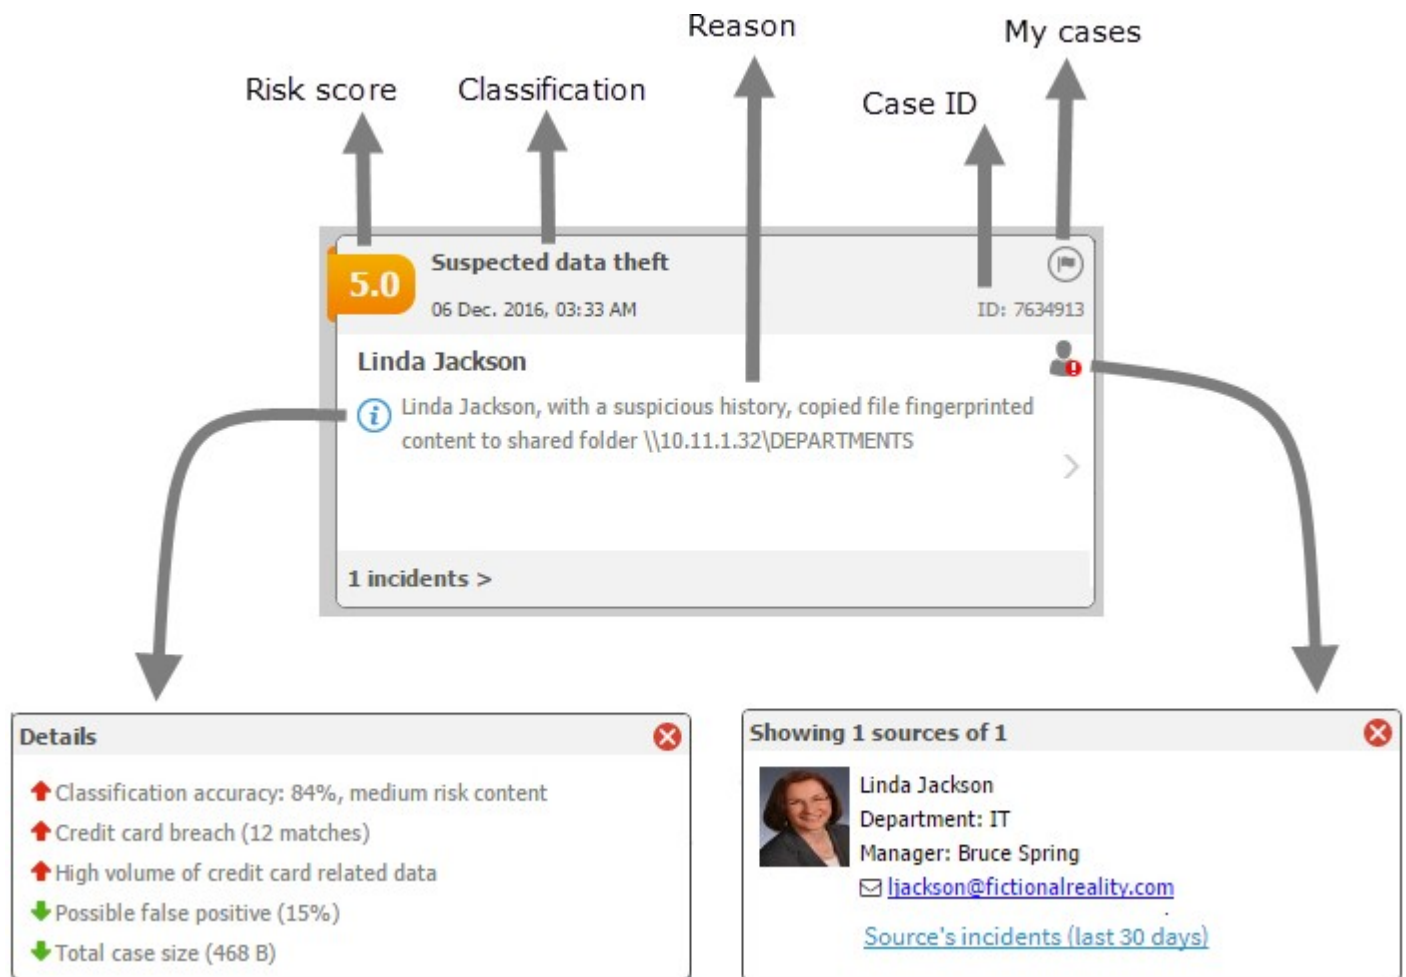 Reason
My cases
Risk score
Classification
Case ID
5.0
Suspected data theft
06 Dec. 2016, 03:33 AM
ID: 7634913
Linda Jackson
Linda Jackson, with a suspicious history, copied file fingerprinted
content to shared folder \\10.11.1.32\DEPARTMENTS
1 incidents >
Details
Classification accuracy: 84%, medium risk content
Credit card breach (12 matches)
High volume of credit card related data
Possible false positive (15%)
Total case size (468 B)
Showing 1 sources of 1
Linda Jackson
Department: IT
Manager: Bruce Spring
ljackson@fictionalreality.com
Source's incidents (last 30 days)